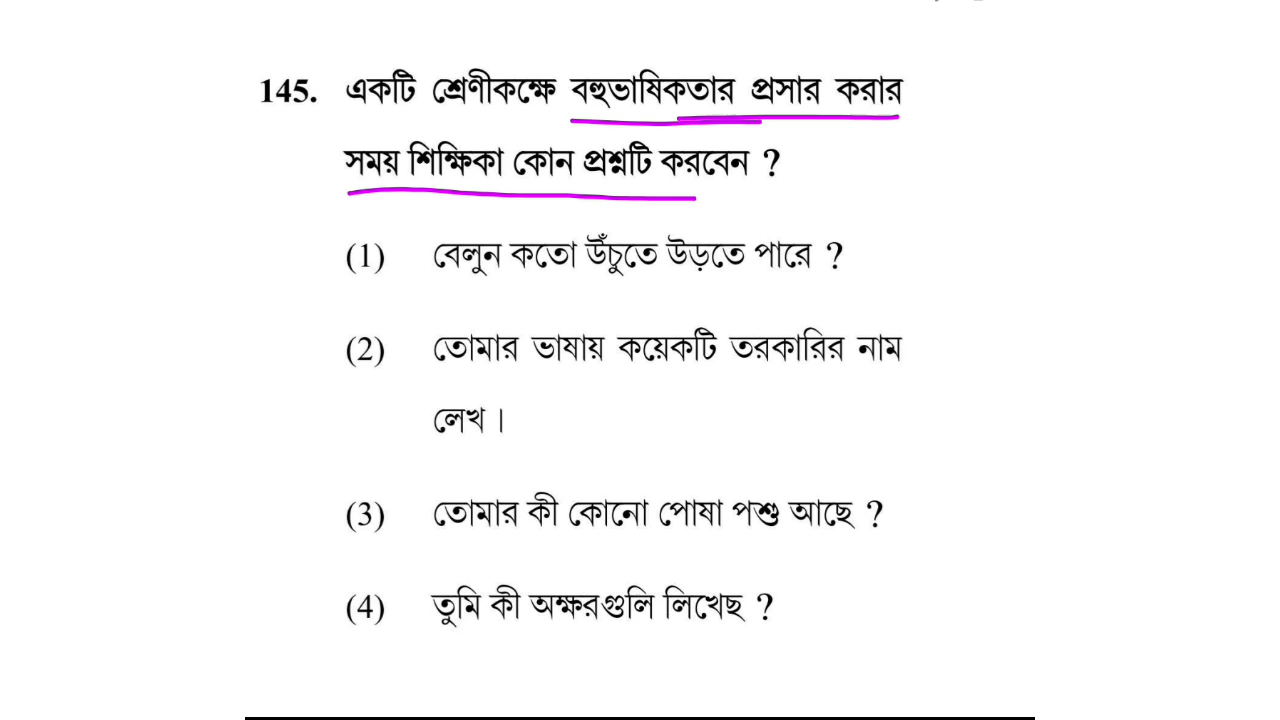 145. একটি শ্রেণীকক্ষে বহুভাষিকতার প্রসার করার
সময় শিক্ষিকা কোন প্রশ্নটি করবেন ?
(1) বেলুন কতো উঁচুতে উড়তে পারে ?
(2) তোমার ভাষায় কয়েকটি তরকারির নাম
লেখ।
(3) তোমার কী কোনো পোষা পশু আছে ?
(4) তুমি কী অক্ষরগুলি লিখেছ ?